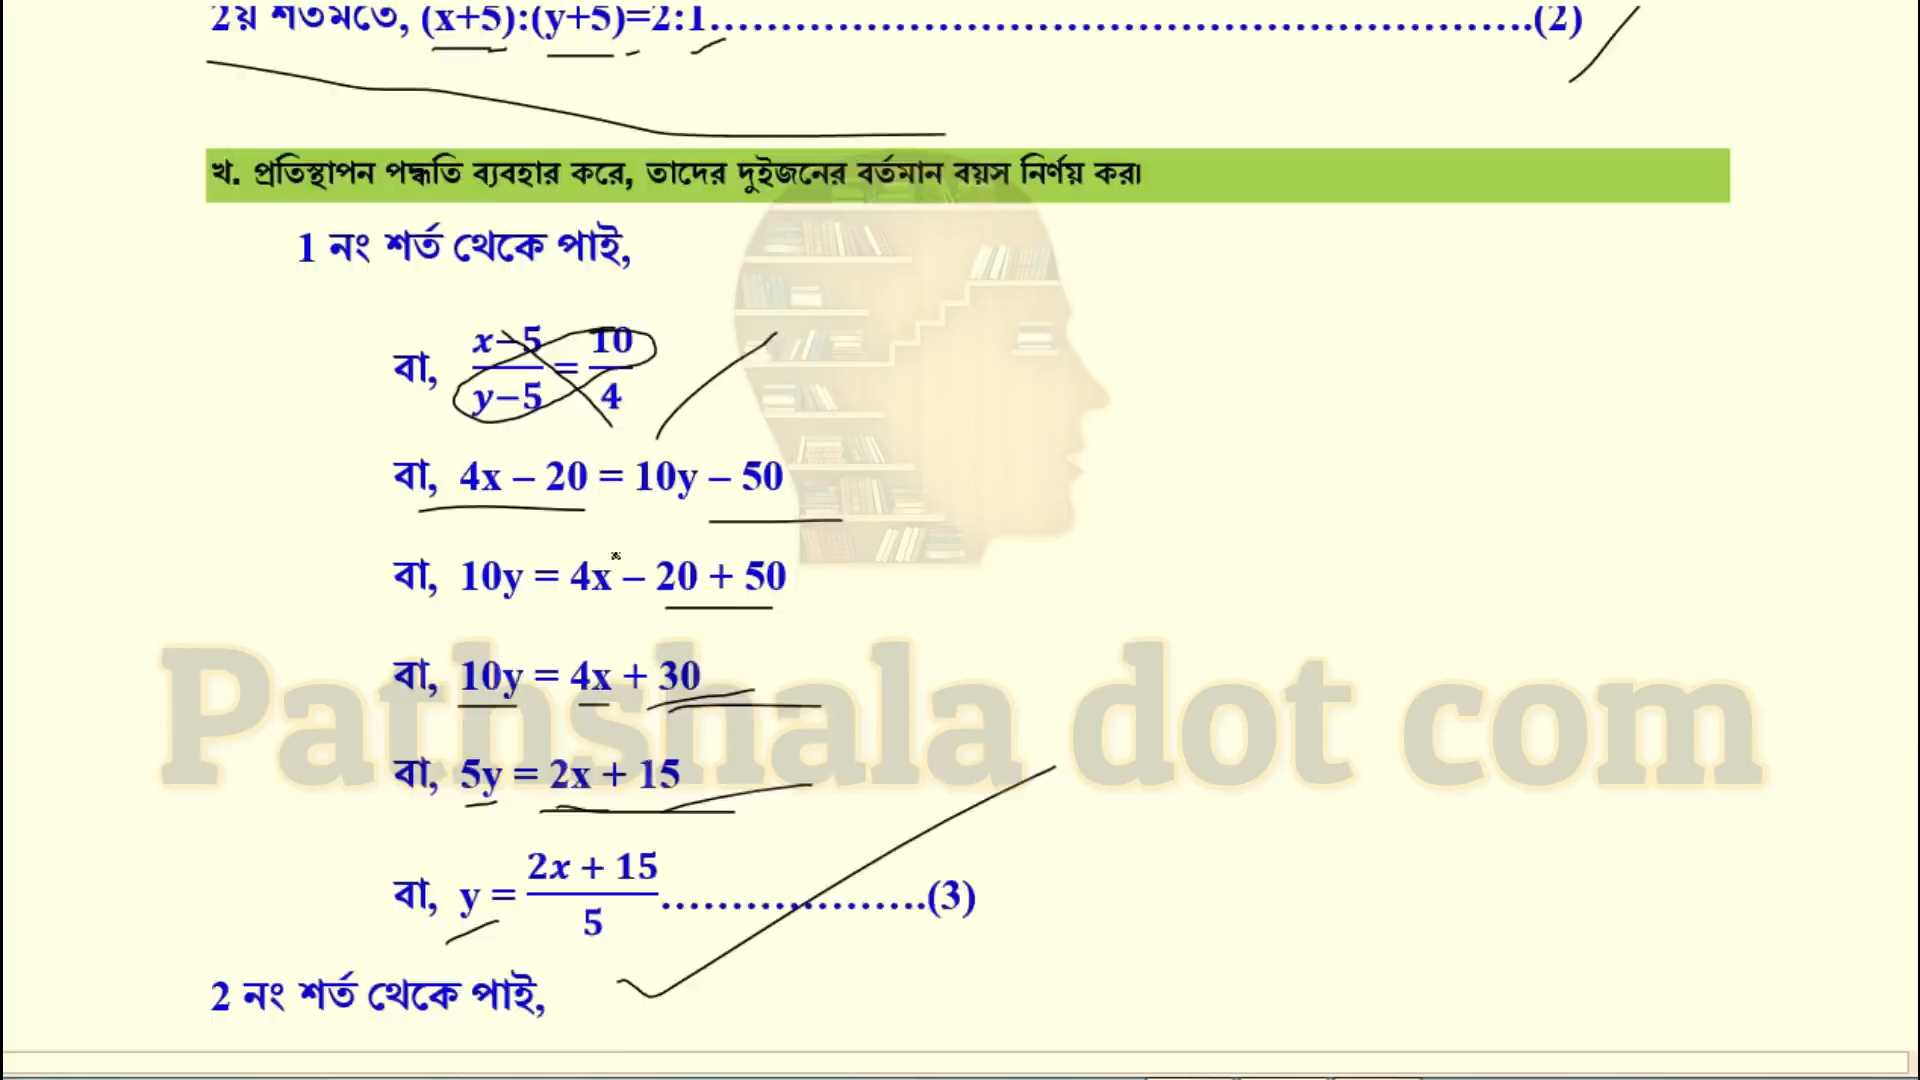 2য় শর্তমতে, (x+5):(y+5)=2:1..........................................................(2)
খ. প্রতিস্থাপন পদ্ধতি ব্যবহার করে, তাদের দুইজনের বর্তমান বয়স নির্ণয় কর।
1 নং শর্ত থেকে পাই,
বা, x−5/y−5 = 10/4
বা, 4x – 20 = 10y – 50
বা, 10y = 4x – 20 + 50
বা, 10y = 4x + 30
Pathshala dot com
বা, 5y = 2x + 15
বা, y = 2x + 15/5...................(3)
2 নং শর্ত থেকে পাই,